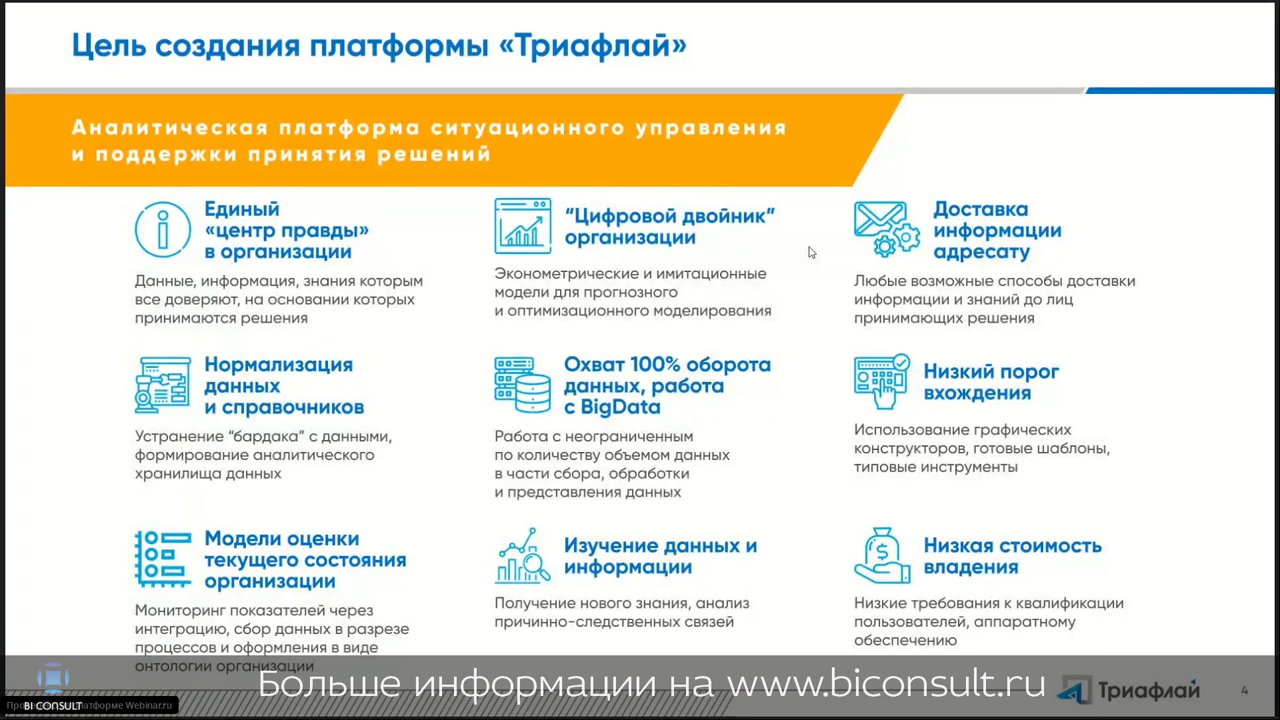 Цель создания платформы «Триафлай»
Аналитическая платформа ситуационного управления
и поддержки принятия решений
Единый
«центр правды»
в организации
Данные, информация, знания которым
все доверяют, на основании которых
принимаются решения
“Цифровой двойник”
организации
Эконометрические и имитационные
модели для прогнозного
и оптимизационного моделирования
Доставка
информации
адресату
Любые возможные способы доставки
информации и знаний до лиц
принимающих решения
Нормализация
данных
и справочников
Устранение “бардака” с данными,
формирование аналитического
хранилища данных
Охват 100% оборота
данных, работа
с BigData
Работа с неограниченным
по количеству объемом данных
в части сбора, обработки
и представления данных
Низкий порог
вхождения
Использование графических
конструкторов, готовые шаблоны,
типовые инструменты
Модели оценки
текущего состояния
организации
Мониторинг показателей через
интеграцию, сбор данных в разрезе
процессов и оформления в виде
онтологии организации
Изучение данных и
информации
Получение нового знания, анализ
причинно-следственных связей
Низкая стоимость
владения
Низкие требования к квалификации
пользователей, аппаратному
обеспечению
Больше информации на www.biconsult.ru
BI CONSULT
платформе Webinar.ru
Триафлай
4